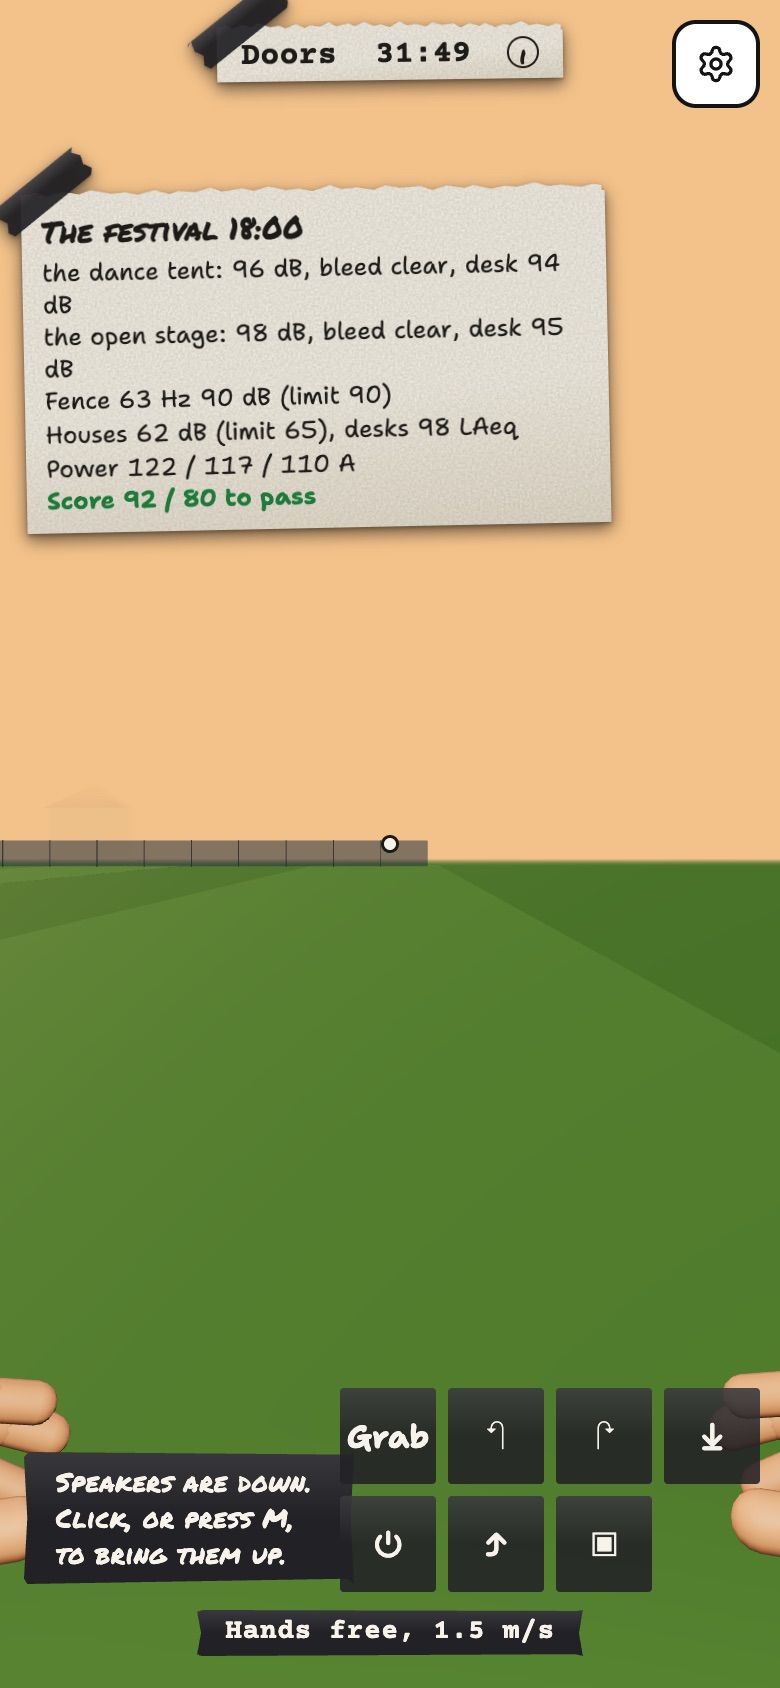 Doors 31:49
The festival 18:00
the dance tent: 96 dB, bleed clear, desk 94
dB
the open stage: 98 dB, bleed clear, desk 95
dB
Fence 63 Hz 90 dB (limit 90)
Houses 62 dB (limit 65), desks 98 LAeq
Power 122 / 117 / 110 A
Score 92 / 80 to pass
Grab
Speakers are down.
Click, or press M,
to bring them up.
Hands free, 1.5 m/s